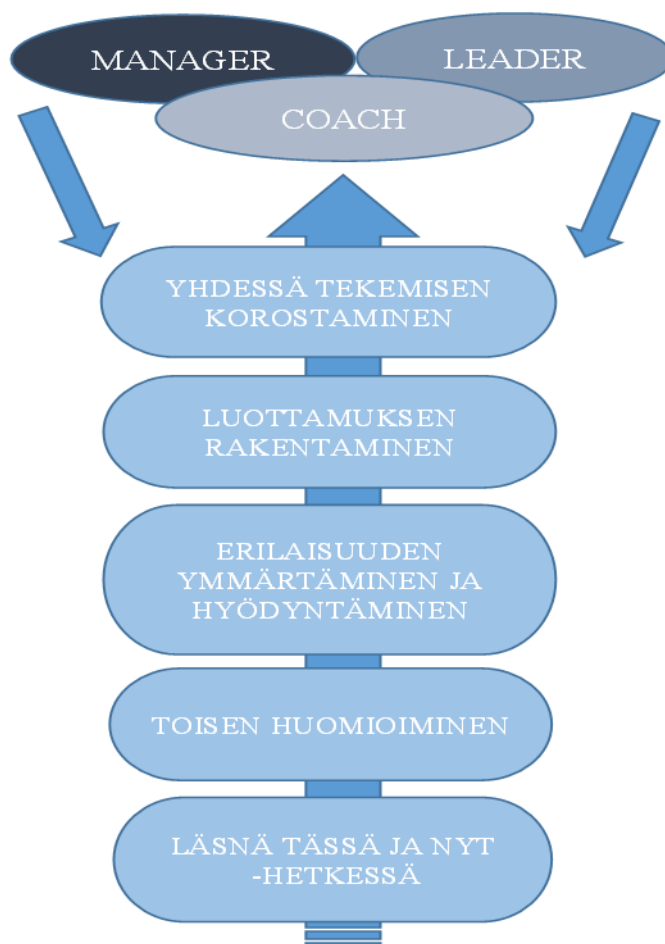 MANAGER
LEADER
COACH
YHDESSÄ TEKEMISEN
KOROSTAMINEN
LUOTTAMUKSEN
RAKENTAMINEN
ERILAISUUDEN
YMMÄRTÄMINEN JA
HYÖDYNTÄMINEN
TOISEN HUOMIOIMINEN
LÄSNÄ TÄSSÄ JA NYT
-HETKESSÄ